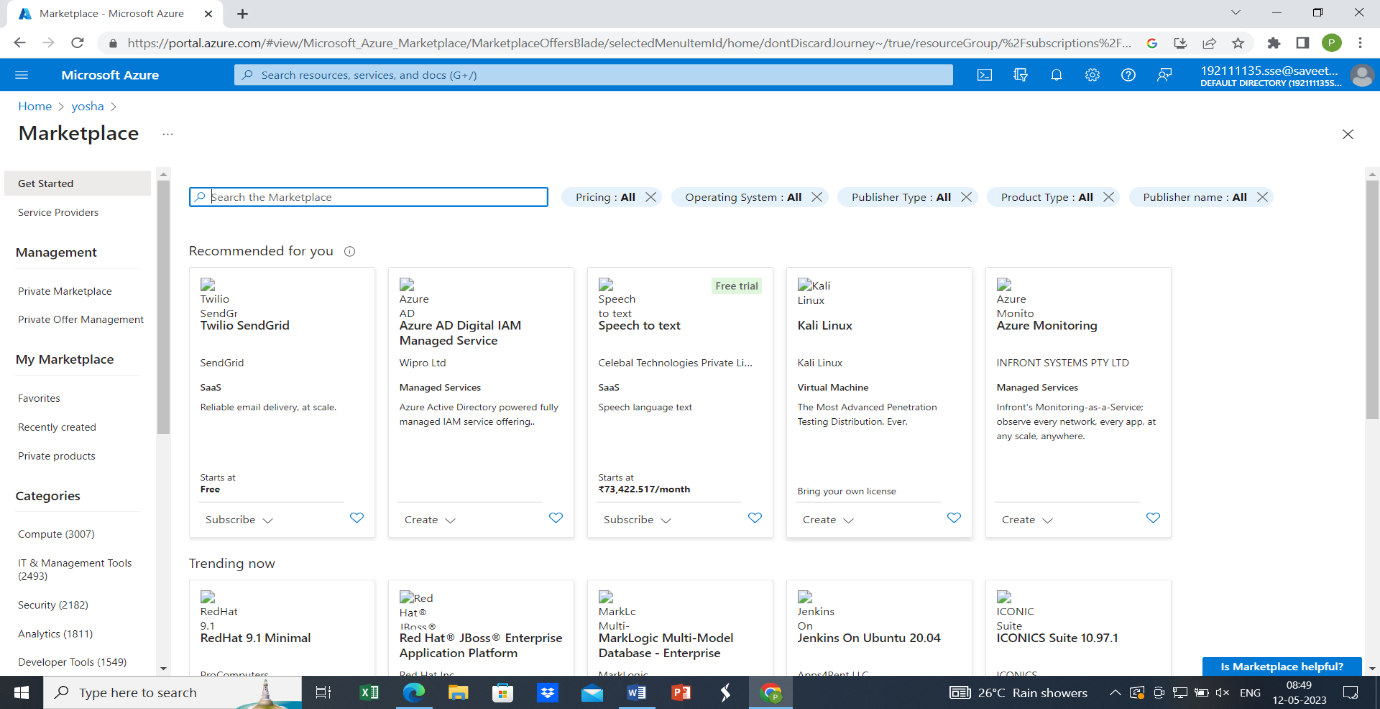 Marketplace - Microsoft Azure
https://portal.azure.com/#view/Microsoft_Azure_Marketplace/MarketplaceOffersBlade/selectedMenuItemId/home/dontDiscardJourney~/true/resourceGroup/%2Fsubscriptions%2F...
P
Microsoft Azure
Search resources, services, and docs (G+/)
192111135.sse@saveet...
DEFAULT DIRECTORY (192111135S...
Home > yosha >
Marketplace ...
Get Started
Service Providers
Management
Private Marketplace
Private Offer Management
My Marketplace
Favorites
Recently created
Private products
Categories
Compute (3007)
IT & Management Tools
(2493)
Security (2182)
Analytics (1811)
Developer Tools (1549)
Search the Marketplace
Pricing : All
Operating System : All
Publisher Type : All
Product Type : All
Publisher name : All
Recommended for you
Twilio
SendGr
Twilio SendGrid
SendGrid
SaaS
Reliable email delivery, at scale.
Starts at
Free
Subscribe
Azure
AD
Azure AD Digital IAM
Managed Service
Wipro Ltd
Managed Services
Azure Active Directory powered fully
managed IAM service offering..
Create
Free trial
Speech
to text
Speech to text
Celebal Technologies Private Li...
SaaS
Speech language text
Starts at
₹73,422.517/month
Subscribe
Kali
Linux
Kali Linux
Kali Linux
Virtual Machine
The Most Advanced Penetration
Testing Distribution. Ever.
Bring your own license
Create
Azure
Monito
Azure Monitoring
INFRONT SYSTEMS PTY LTD
Managed Services
Infront's Monitoring-as-a-Service;
observe every network, every app, at
any scale, anywhere.
Create
Trending now
RedHat
9.1
RedHat 9.1 Minimal
ProComputers
Red
Hat®
JBoss®
Red Hat® JBoss® Enterprise
Application Platform
Red Hat Inc.
MarkLc
Multi-
MarkLogic Multi-Model
Database - Enterprise
MarkLogic
Jenkins
On
Jenkins On Ubuntu 20.04
Apps4Rent LLC
ICONIC
Suite
ICONICS Suite 10.97.1
ICONICS
Is Marketplace helpful?
Type here to search
26°C Rain showers
ENG
08:49
12-05-2023